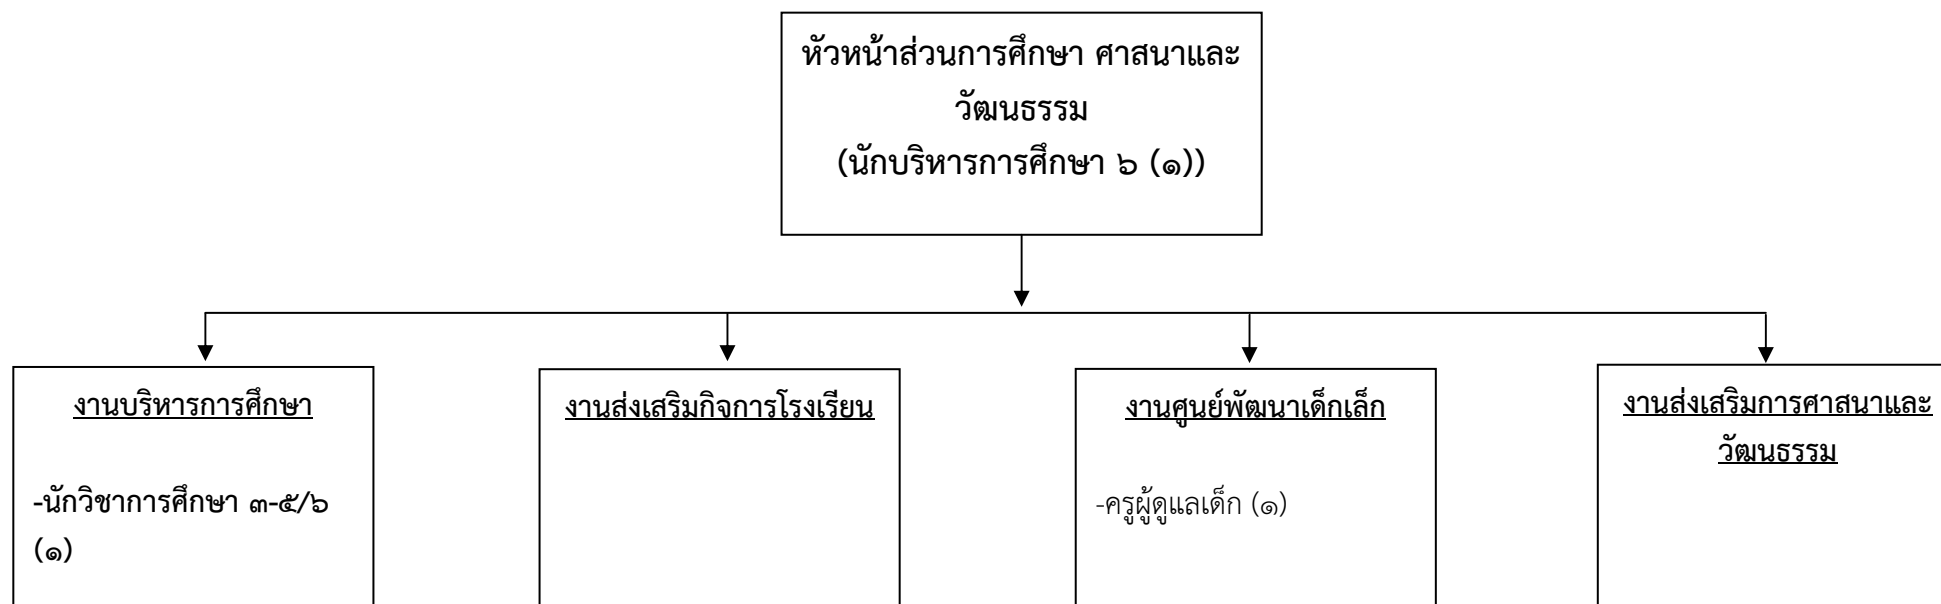 หัวหน้าส่วนการศึกษา ศาสนาและ
วัฒนธรรม
(นักบริหารการศึกษา ๖ (๑))
งานบริหารการศึกษา
-นักวิชาการศึกษา ๓-๕/๖
(๑)
งานส่งเสริมกิจการโรงเรียน
งานศูนย์พัฒนาเด็กเล็ก
-ครูผู้ดูแลเด็ก (๑)
งานส่งเสริมการศาสนาและ
วัฒนธรรม